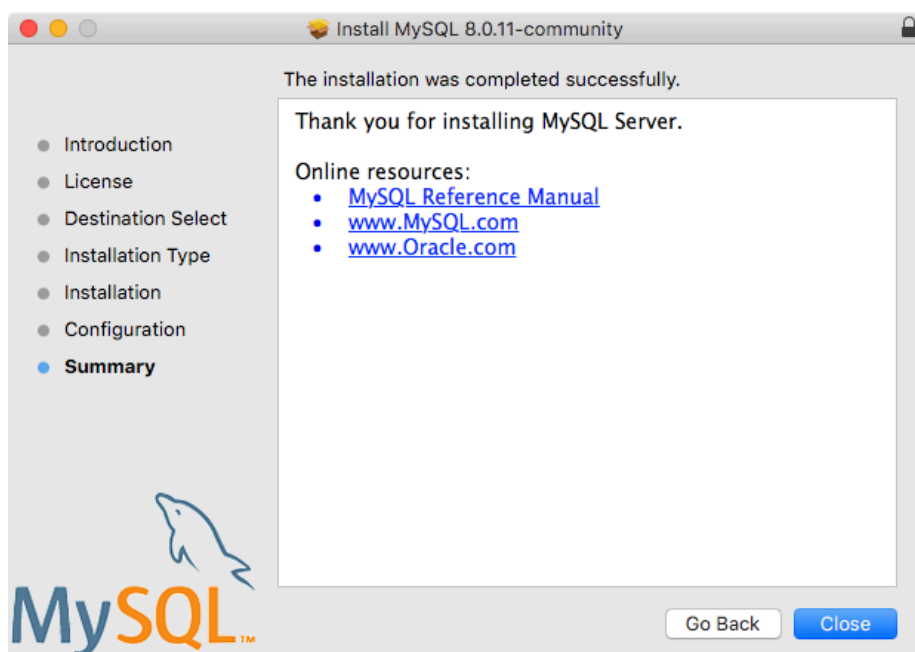 Install MySQL 8.0.11-community
The installation was completed successfully.
Introduction
License
Destination Select
Installation Type
Installation
Configuration
Summary
Thank you for installing MySQL Server.
Online resources:
• MySQL Reference Manual
• www.MySQL.com
• www.Oracle.com
MySQL™
Go Back
Close